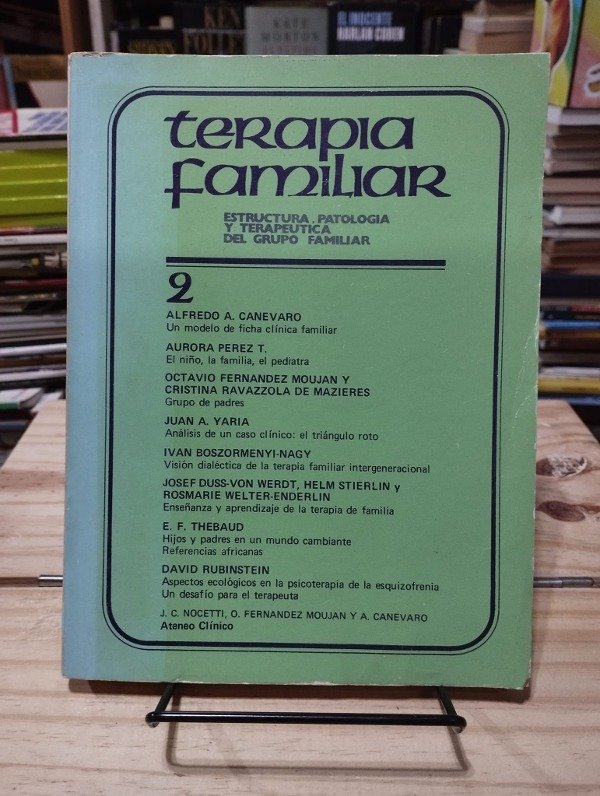 KEN
FOLLET
KATE
MORTON
EL INOCENTE
HARLAN COBEN
terapia
familiar
ESTRUCTURA, PATOLOGIA
Y TERAPEUTICA
DEL GRUPO FAMILIAR
2
ALFREDO A. CANEVARO
Un modelo de ficha clínica familiar
AURORA PEREZ T.
El niño, la familia, el pediatra
OCTAVIO FERNANDEZ MOUJAN Y
CRISTINA RAVAZZOLA DE MAZIERES
Grupo de padres
JUAN A. YARIA
Análisis de un caso clínico: el triángulo roto
IVAN BOSZORMENYI-NAGY
Visión dialéctica de la terapia familiar intergeneracional
JOSEF DUSS-VON WERDT, HELM STIERLIN y
ROSMARIE WELTER-ENDERLIN
Enseñanza y aprendizaje de la terapia de familia
E. F. THEBAUD
Hijos y padres en un mundo cambiante
Referencias africanas
DAVID RUBINSTEIN
Aspectos ecológicos en la psicoterapia de la esquizofrenia
Un desafío para el terapeuta
J. C. NOCETTI, O. FERNANDEZ MOUJAN Y A. CANEVARO
Ateneo Clínico